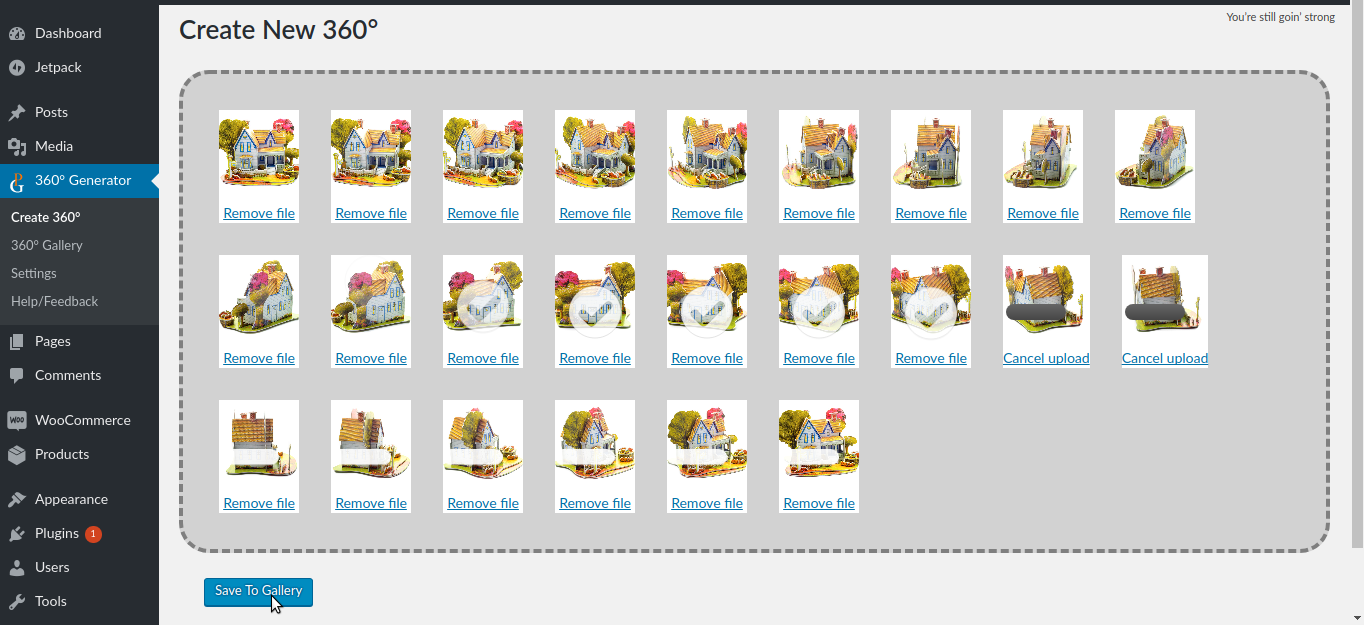 You're still goin' strong
Create New 360°
Dashboard
Jetpack
Posts
Media
360° Generator
Create 360°
360° Gallery
Settings
Help/Feedback
Pages
Comments
WOO WooCommerce
Products
Appearance
Plugins 1
Users
Tools
Remove file Remove file Remove file Remove file Remove file Remove file Remove file Remove file Remove file
Remove file Remove file Remove file Remove file Remove file Remove file Remove file Cancel upload Cancel upload
Remove file Remove file Remove file Remove file Remove file Remove file
Save To Gallery